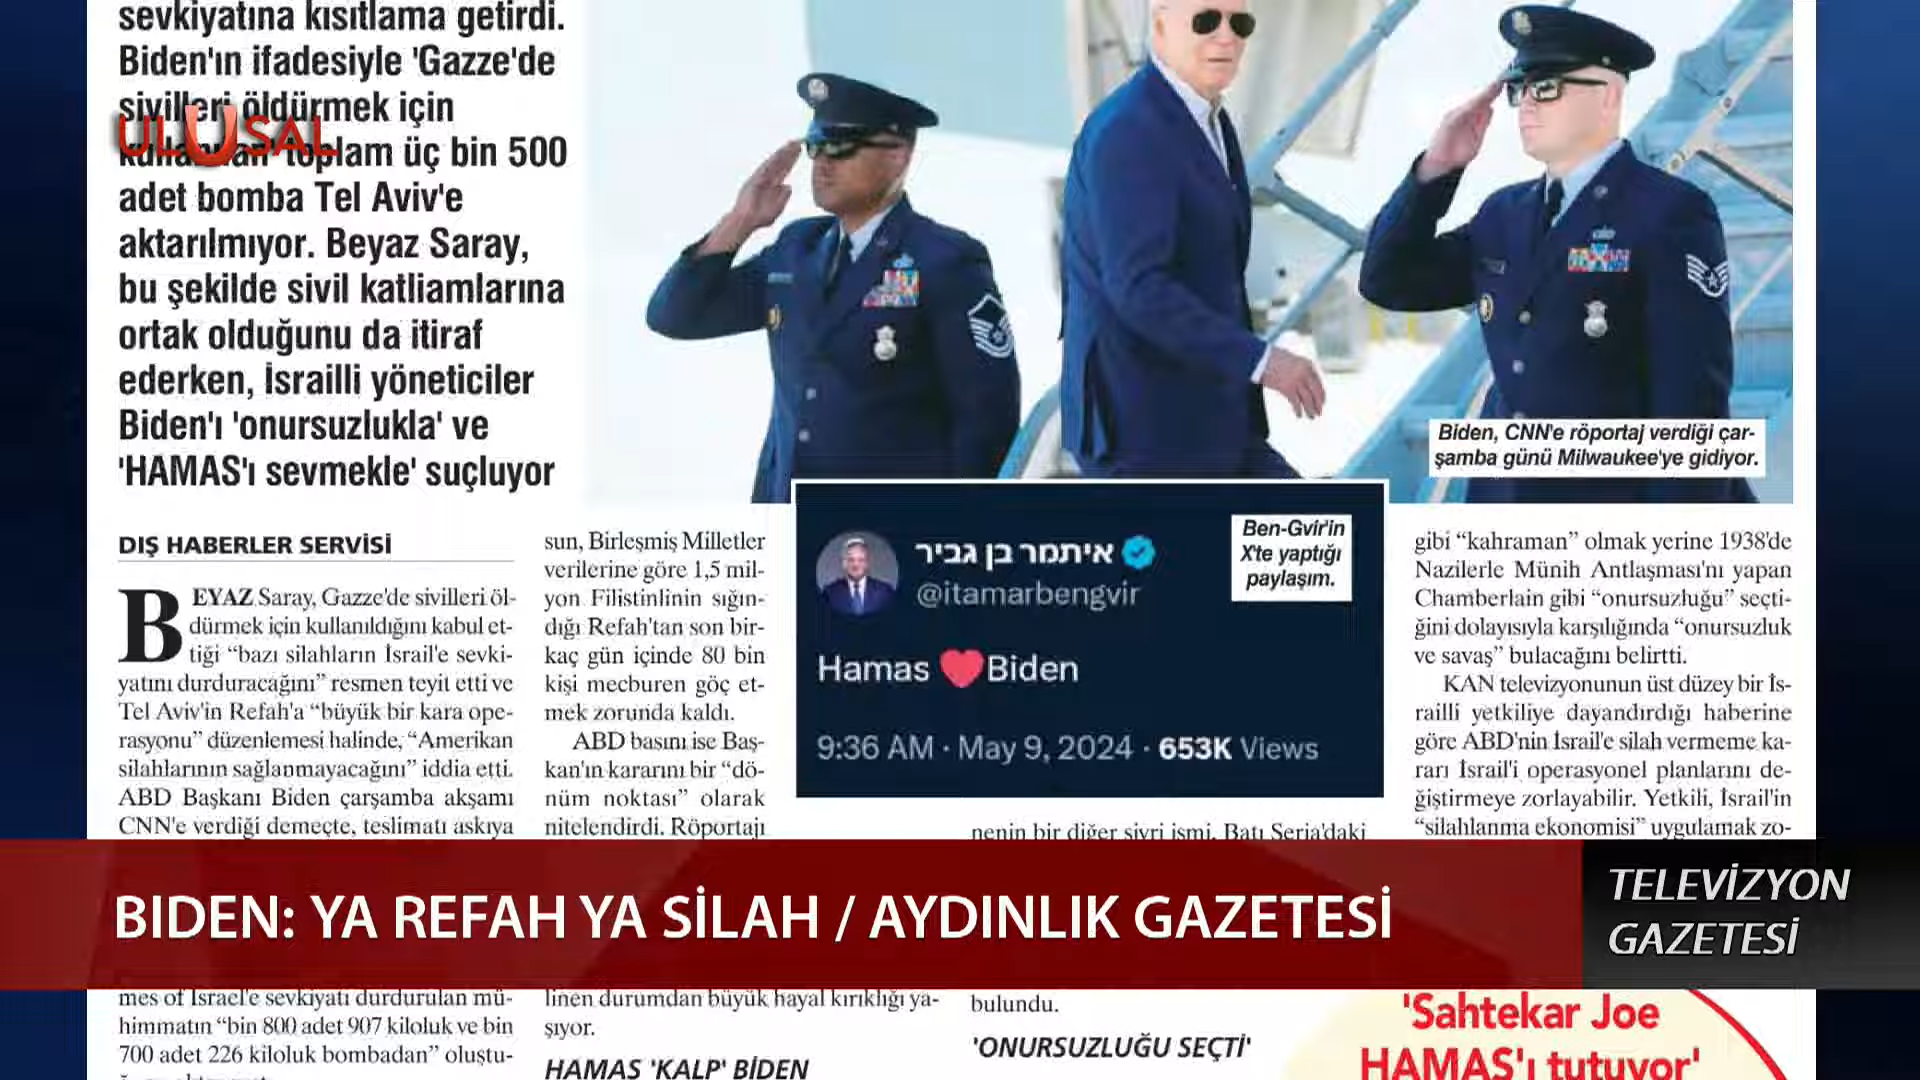 sevkiyatına kısıtlama getirdi.
Biden'ın ifadesiyle 'Gazze'de
sivilleri öldürmek için
toplam üç bin 500
adet bomba Tel Aviv'e
aktarılmıyor. Beyaz Saray,
bu şekilde sivil katliamlarına
ortak olduğunu da itiraf
ederken, İsrailli yöneticiler
Biden'ı 'onursuzlukla' ve
'HAMAS'ı sevmekle' suçluyor
ULUSAL
Biden, CNN'e röportaj verdiği çar-
şamba günü Milwaukee'ye gidiyor.
DIŞ HABERLER SERVİSİ
BEYAZ Saray, Gazze'de sivilleri öl-
dürmek için kullanıldığını kabul et-
tiği “bazı silahların İsrail'e sevki-
yatını durduracağını” resmen teyit etti ve
Tel Aviv'in Refah'a “büyük bir kara ope-
rasyonu” düzenlemesi halinde, “Amerikan
silahlarının sağlanmayacağını” iddia etti.
ABD Başkanı Biden çarşamba akşamı
CNN'e verdiği demeçte, teslimatı askıya
mes of Israel'e sevkiyatı durdurulan mü-
himmatın “bin 800 adet 907 kiloluk ve bin
700 adet 226 kiloluk bombadan” oluştu-
sun, Birleşmiş Milletler
verilerine göre 1,5 mil-
yon Filistinlinin sığın-
dığı Refah'tan son bir-
kaç gün içinde 80 bin
kişi mecburen göç et-
mek zorunda kaldı.
ABD basını ise Baş-
kan'ın kararını bir “dö-
nüm noktası” olarak
nitelendirdi. Röportajı
linen durumdan büyük hayal kırıklığı ya-
şıyor.
HAMAS 'KALP' BİDEN
איתמר בן גביר
@itamarbengvir
Ben-Gvir'in
X'te yaptığı
paylaşım.
Hamas ❤️Biden
9:36 AM · May 9, 2024 · 653K Views
nenin bir diğer sivri ismi, Batı Şeria'daki
bulundu.
'ONURSUZLUĞU SEÇTİ'
gibi “kahraman” olmak yerine 1938'de
Nazilerle Münih Antlaşması'nı yapan
Chamberlain gibi “onursuzluğu” seçti-
ğini dolayısıyla karşılığında “onursuzluk
ve savaş” bulacağını belirtti.
KAN televizyonunun üst düzey bir İs-
railli yetkiliye dayandırdığı haberine
göre ABD'nin İsrail'e silah vermeme ka-
rarı İsrail'i operasyonel planlarını de-
ğiştirmeye zorlayabilir. Yetkili, İsrail'in
“silahlanma ekonomisi” uygulamak zo-
'Sahtekar Joe
HAMAS'ı tutuyor'
BIDEN: YA REFAH YA SİLAH / AYDINLIK GAZETESİ
TELEVİZYON
GAZETESİ